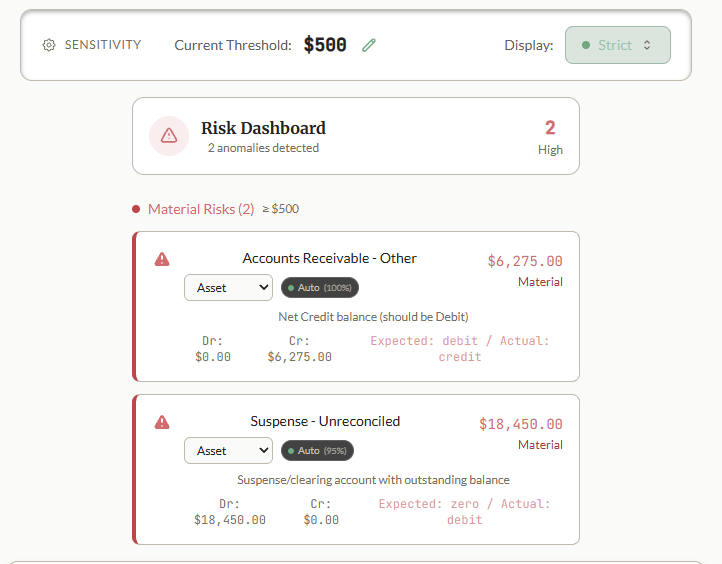 SENSITIVITY Current Threshold: $500 Display: Strict
Risk Dashboard
2 anomalies detected
2
High
Material Risks (2) ≥ $500
Accounts Receivable - Other
$6,275.00
Asset Auto (100%)
Material
Net Credit balance (should be Debit)
Dr: Cr: Expected: debit / Actual:
$0.00 $6,275.00 credit
Suspense - Unreconciled
$18,450.00
Asset Auto (95%)
Material
Suspense/clearing account with outstanding balance
Dr: Cr: Expected: zero / Actual:
$18,450.00 $0.00 debit